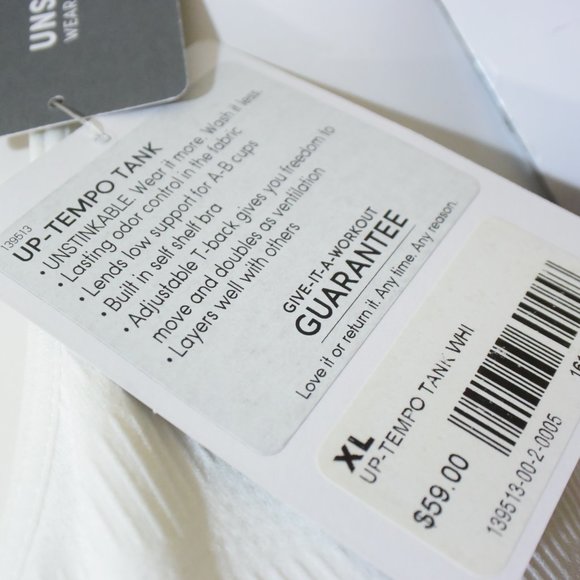 UNS
WEAR
139513
UP-TEMPO TANK
• UNSTINKABLE. Wear it more. Wash it less.
• Lasting odor control in the fabric
• Lends low support for A-B cups
• Built in self shelf bra
• Adjustable T-back gives you freedom to
move and doubles as ventilation
• Layers well with others
GIVE-IT-A-WORKOUT
GUARANTEE
Love it or return it. Any time. Any reason.
XL
UP-TEMPO TANK WHI
$59.00
139513-00-2-0005
16